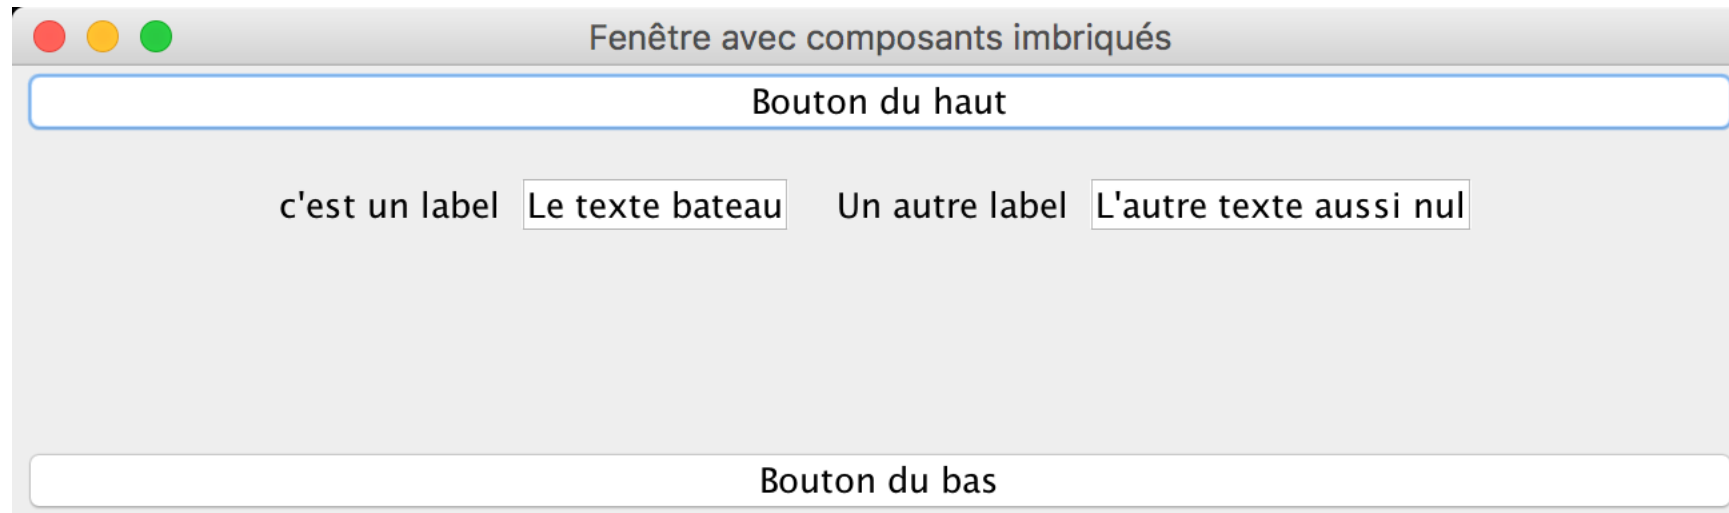 Fenêtre avec composants imbriqués
Bouton du haut
c'est un label Le texte bateau Un autre label L'autre texte aussi nul
Bouton du bas